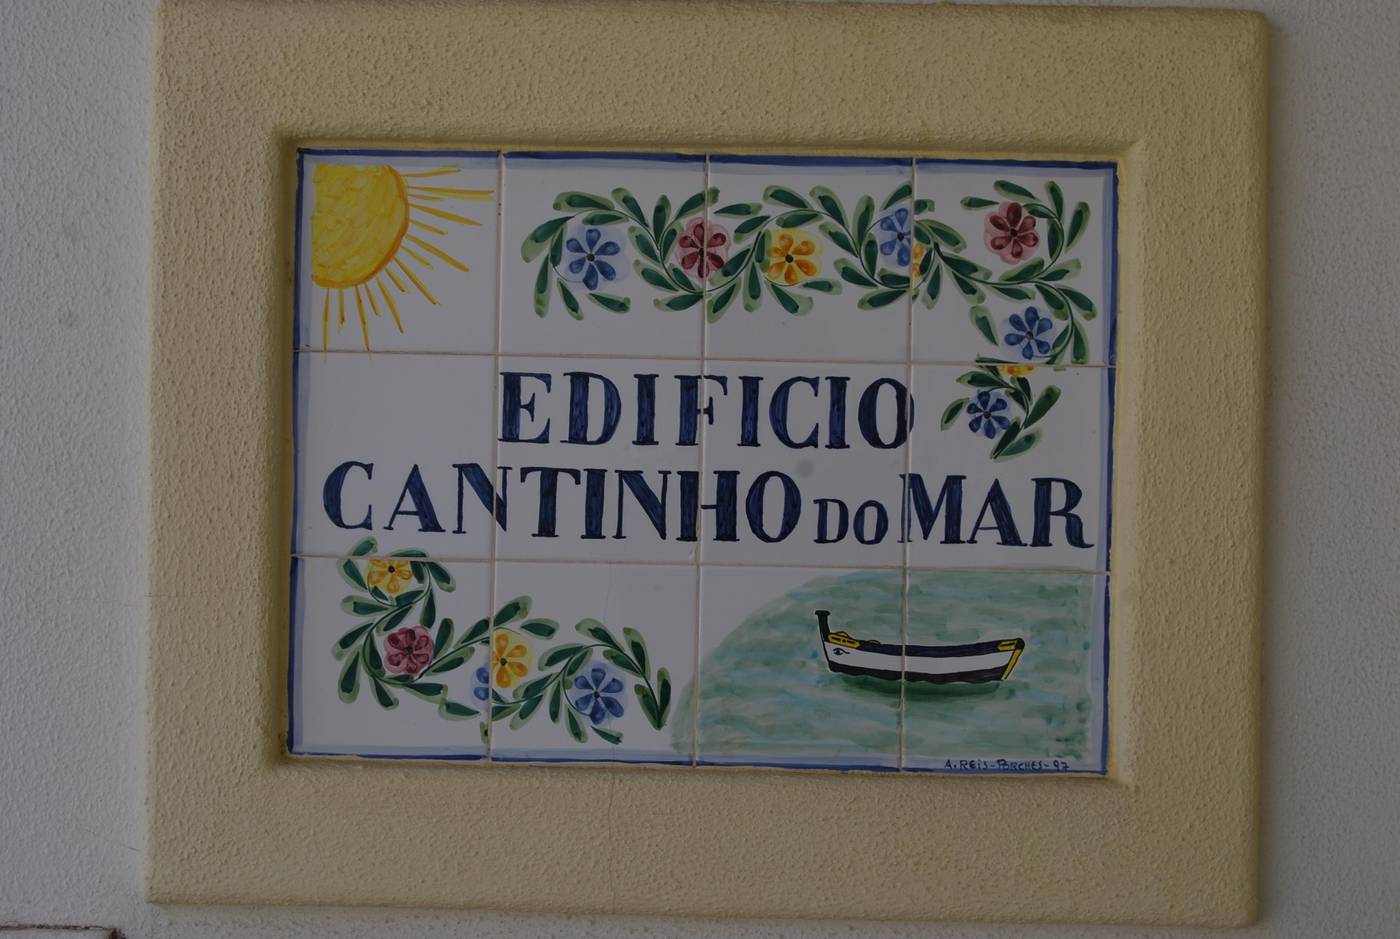 EDIFICIO
CANTINHO DO MAR
A. REIS-PORCHES-97